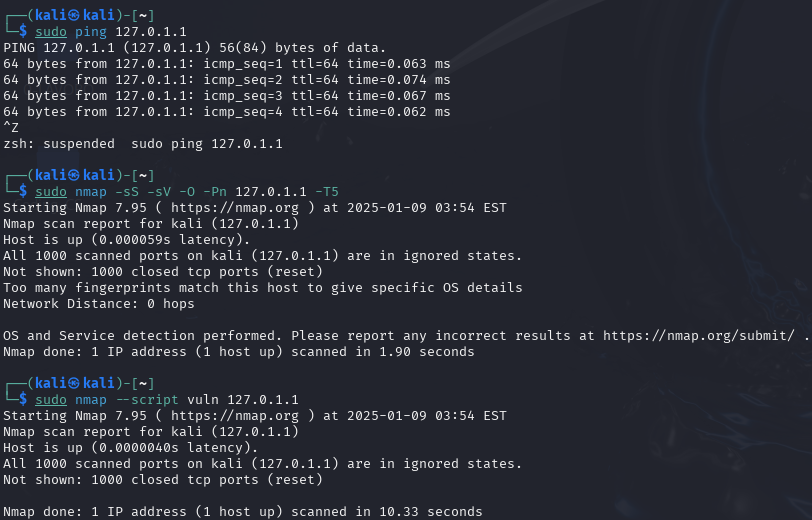 ┌──(kali㉿kali)-[~]
└─$ sudo ping 127.0.1.1
PING 127.0.1.1 (127.0.1.1) 56(84) bytes of data.
64 bytes from 127.0.1.1: icmp_seq=1 ttl=64 time=0.063 ms
64 bytes from 127.0.1.1: icmp_seq=2 ttl=64 time=0.074 ms
64 bytes from 127.0.1.1: icmp_seq=3 ttl=64 time=0.067 ms
64 bytes from 127.0.1.1: icmp_seq=4 ttl=64 time=0.062 ms
^Z
zsh: suspended  sudo ping 127.0.1.1

┌──(kali㉿kali)-[~]
└─$ sudo nmap -sS -sV -O -Pn 127.0.1.1 -T5
Starting Nmap 7.95 ( https://nmap.org ) at 2025-01-09 03:54 EST
Nmap scan report for kali (127.0.1.1)
Host is up (0.000059s latency).
All 1000 scanned ports on kali (127.0.1.1) are in ignored states.
Not shown: 1000 closed tcp ports (reset)
Too many fingerprints match this host to give specific OS details
Network Distance: 0 hops

OS and Service detection performed. Please report any incorrect results at https://nmap.org/submit/ .
Nmap done: 1 IP address (1 host up) scanned in 1.90 seconds

┌──(kali㉿kali)-[~]
└─$ sudo nmap --script vuln 127.0.1.1
Starting Nmap 7.95 ( https://nmap.org ) at 2025-01-09 03:54 EST
Nmap scan report for kali (127.0.1.1)
Host is up (0.0000040s latency).
All 1000 scanned ports on kali (127.0.1.1) are in ignored states.
Not shown: 1000 closed tcp ports (reset)

Nmap done: 1 IP address (1 host up) scanned in 10.33 seconds